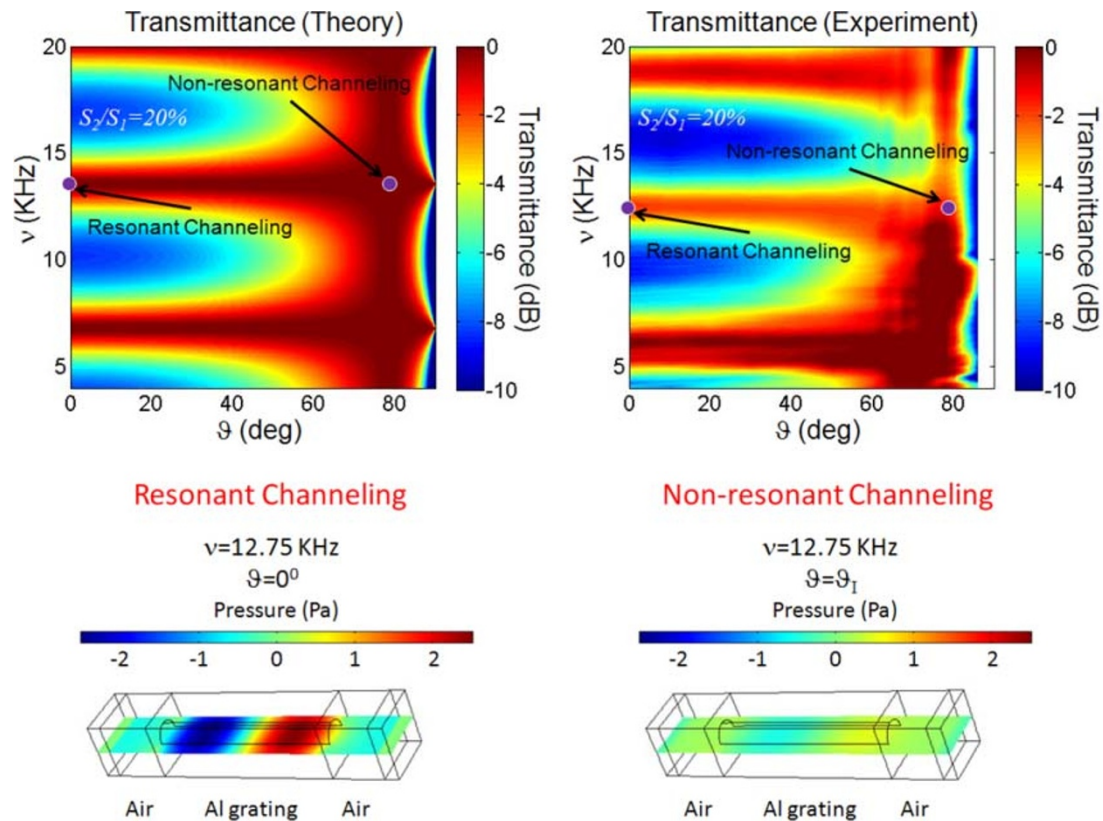 Transmittance (Theory)
20
15
10
5
ν (KHz)
0
20
40
60
80
ϑ (deg)
S2/S1=20%
Non-resonant Channeling
Resonant Channeling
0
-2
-4
-6
-8
-10
Transmittance (dB)
Transmittance (Experiment)
20
15
10
5
ν (KHz)
0
20
40
60
80
ϑ (deg)
S2/S1=20%
Non-resonant Channeling
Resonant Channeling
0
-2
-4
-6
-8
-10
Transmittance (dB)
Resonant Channeling
ν=12.75 KHz
ϑ=0⁰
Pressure (Pa)
-2 -1 0 1 2
Air Al grating Air
Non-resonant Channeling
ν=12.75 KHz
ϑ=ϑI
Pressure (Pa)
-2 -1 0 1 2
Air Al grating Air